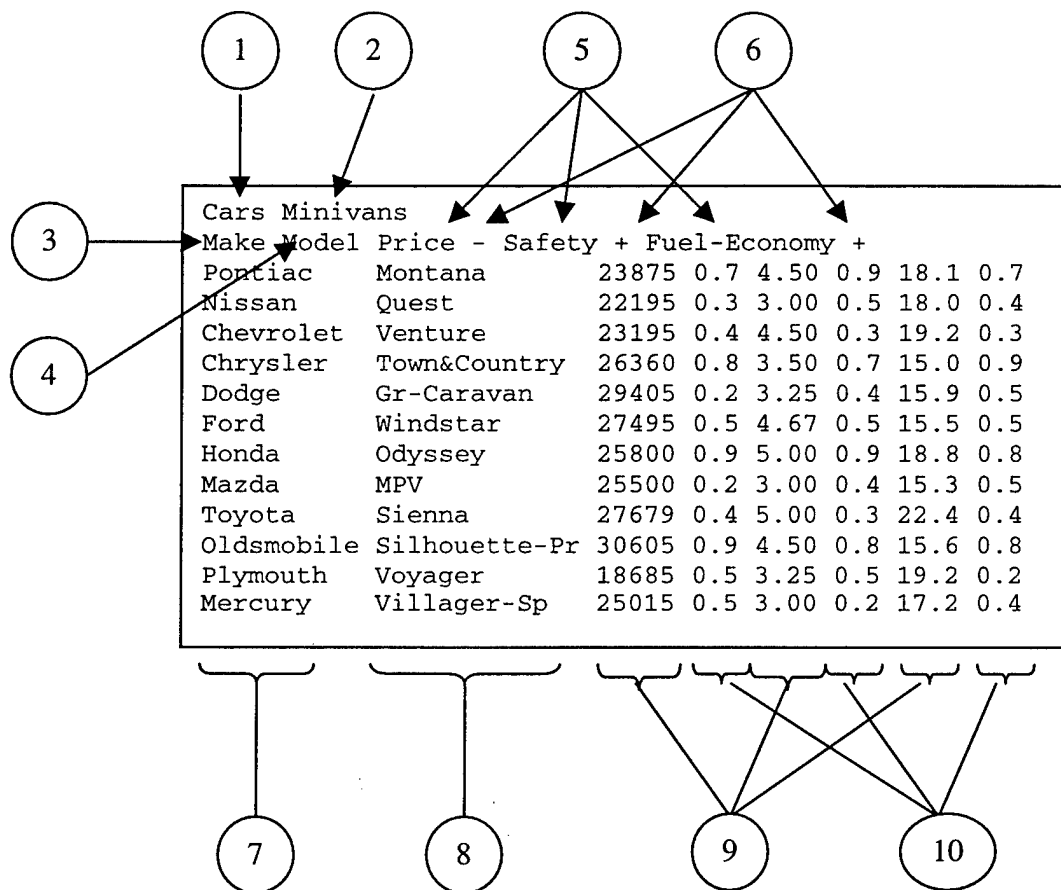 1 2 5 6
Cars Minivans
3
Make Model Price - Safety + Fuel-Economy +
Pontiac Montana 23875 0.7 4.50 0.9 18.1 0.7
Nissan Quest 22195 0.3 3.00 0.5 18.0 0.4
Chevrolet Venture 23195 0.4 4.50 0.3 19.2 0.3
4
Chrysler Town&Country 26360 0.8 3.50 0.7 15.0 0.9
Dodge Gr-Caravan 29405 0.2 3.25 0.4 15.9 0.5
Ford Windstar 27495 0.5 4.67 0.5 15.5 0.5
Honda Odyssey 25800 0.9 5.00 0.9 18.8 0.8
Mazda MPV 25500 0.2 3.00 0.4 15.3 0.5
Toyota Sienna 27679 0.4 5.00 0.3 22.4 0.4
Oldsmobile Silhouette-Pr 30605 0.9 4.50 0.8 15.6 0.8
Plymouth Voyager 18685 0.5 3.25 0.5 19.2 0.2
Mercury Villager-Sp 25015 0.5 3.00 0.2 17.2 0.4
7 8 9 10